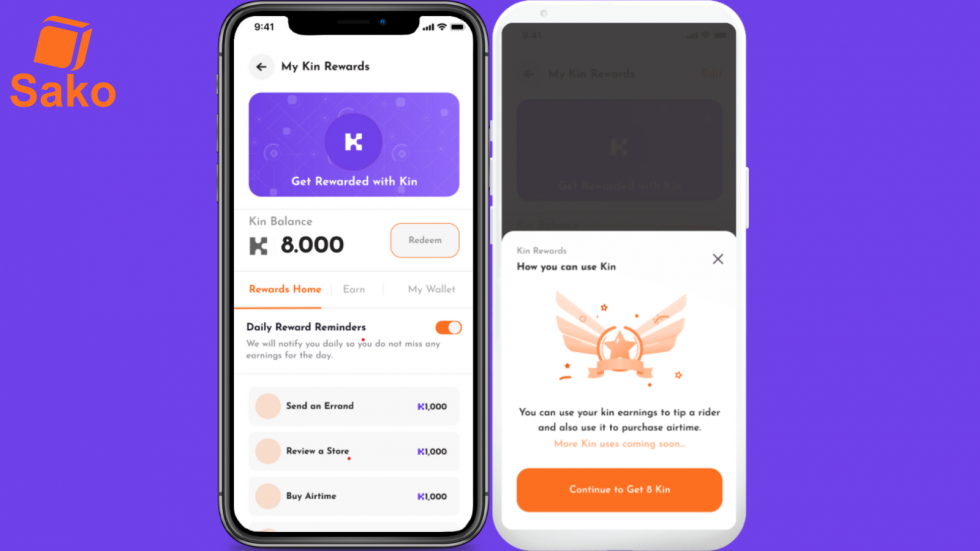 Sako
9:41
My Kin Rewards
Get Rewarded with Kin
Kin Balance
8.000
Redeem
Rewards Home
Earn
My Wallet
Daily Reward Reminders
We will notify you daily so you do not miss any
earnings for the day.
Send an Errand
K1,000
Review a Store
K1,000
Buy Airtime
K1,000
9:41
My Kin Rewards
Get Rewarded with Kin
Kin Rewards
How you can use Kin
You can use your kin earnings to tip a rider
and also use it to purchase airtime.
More Kin uses coming soon...
Continue to Get 8 Kin